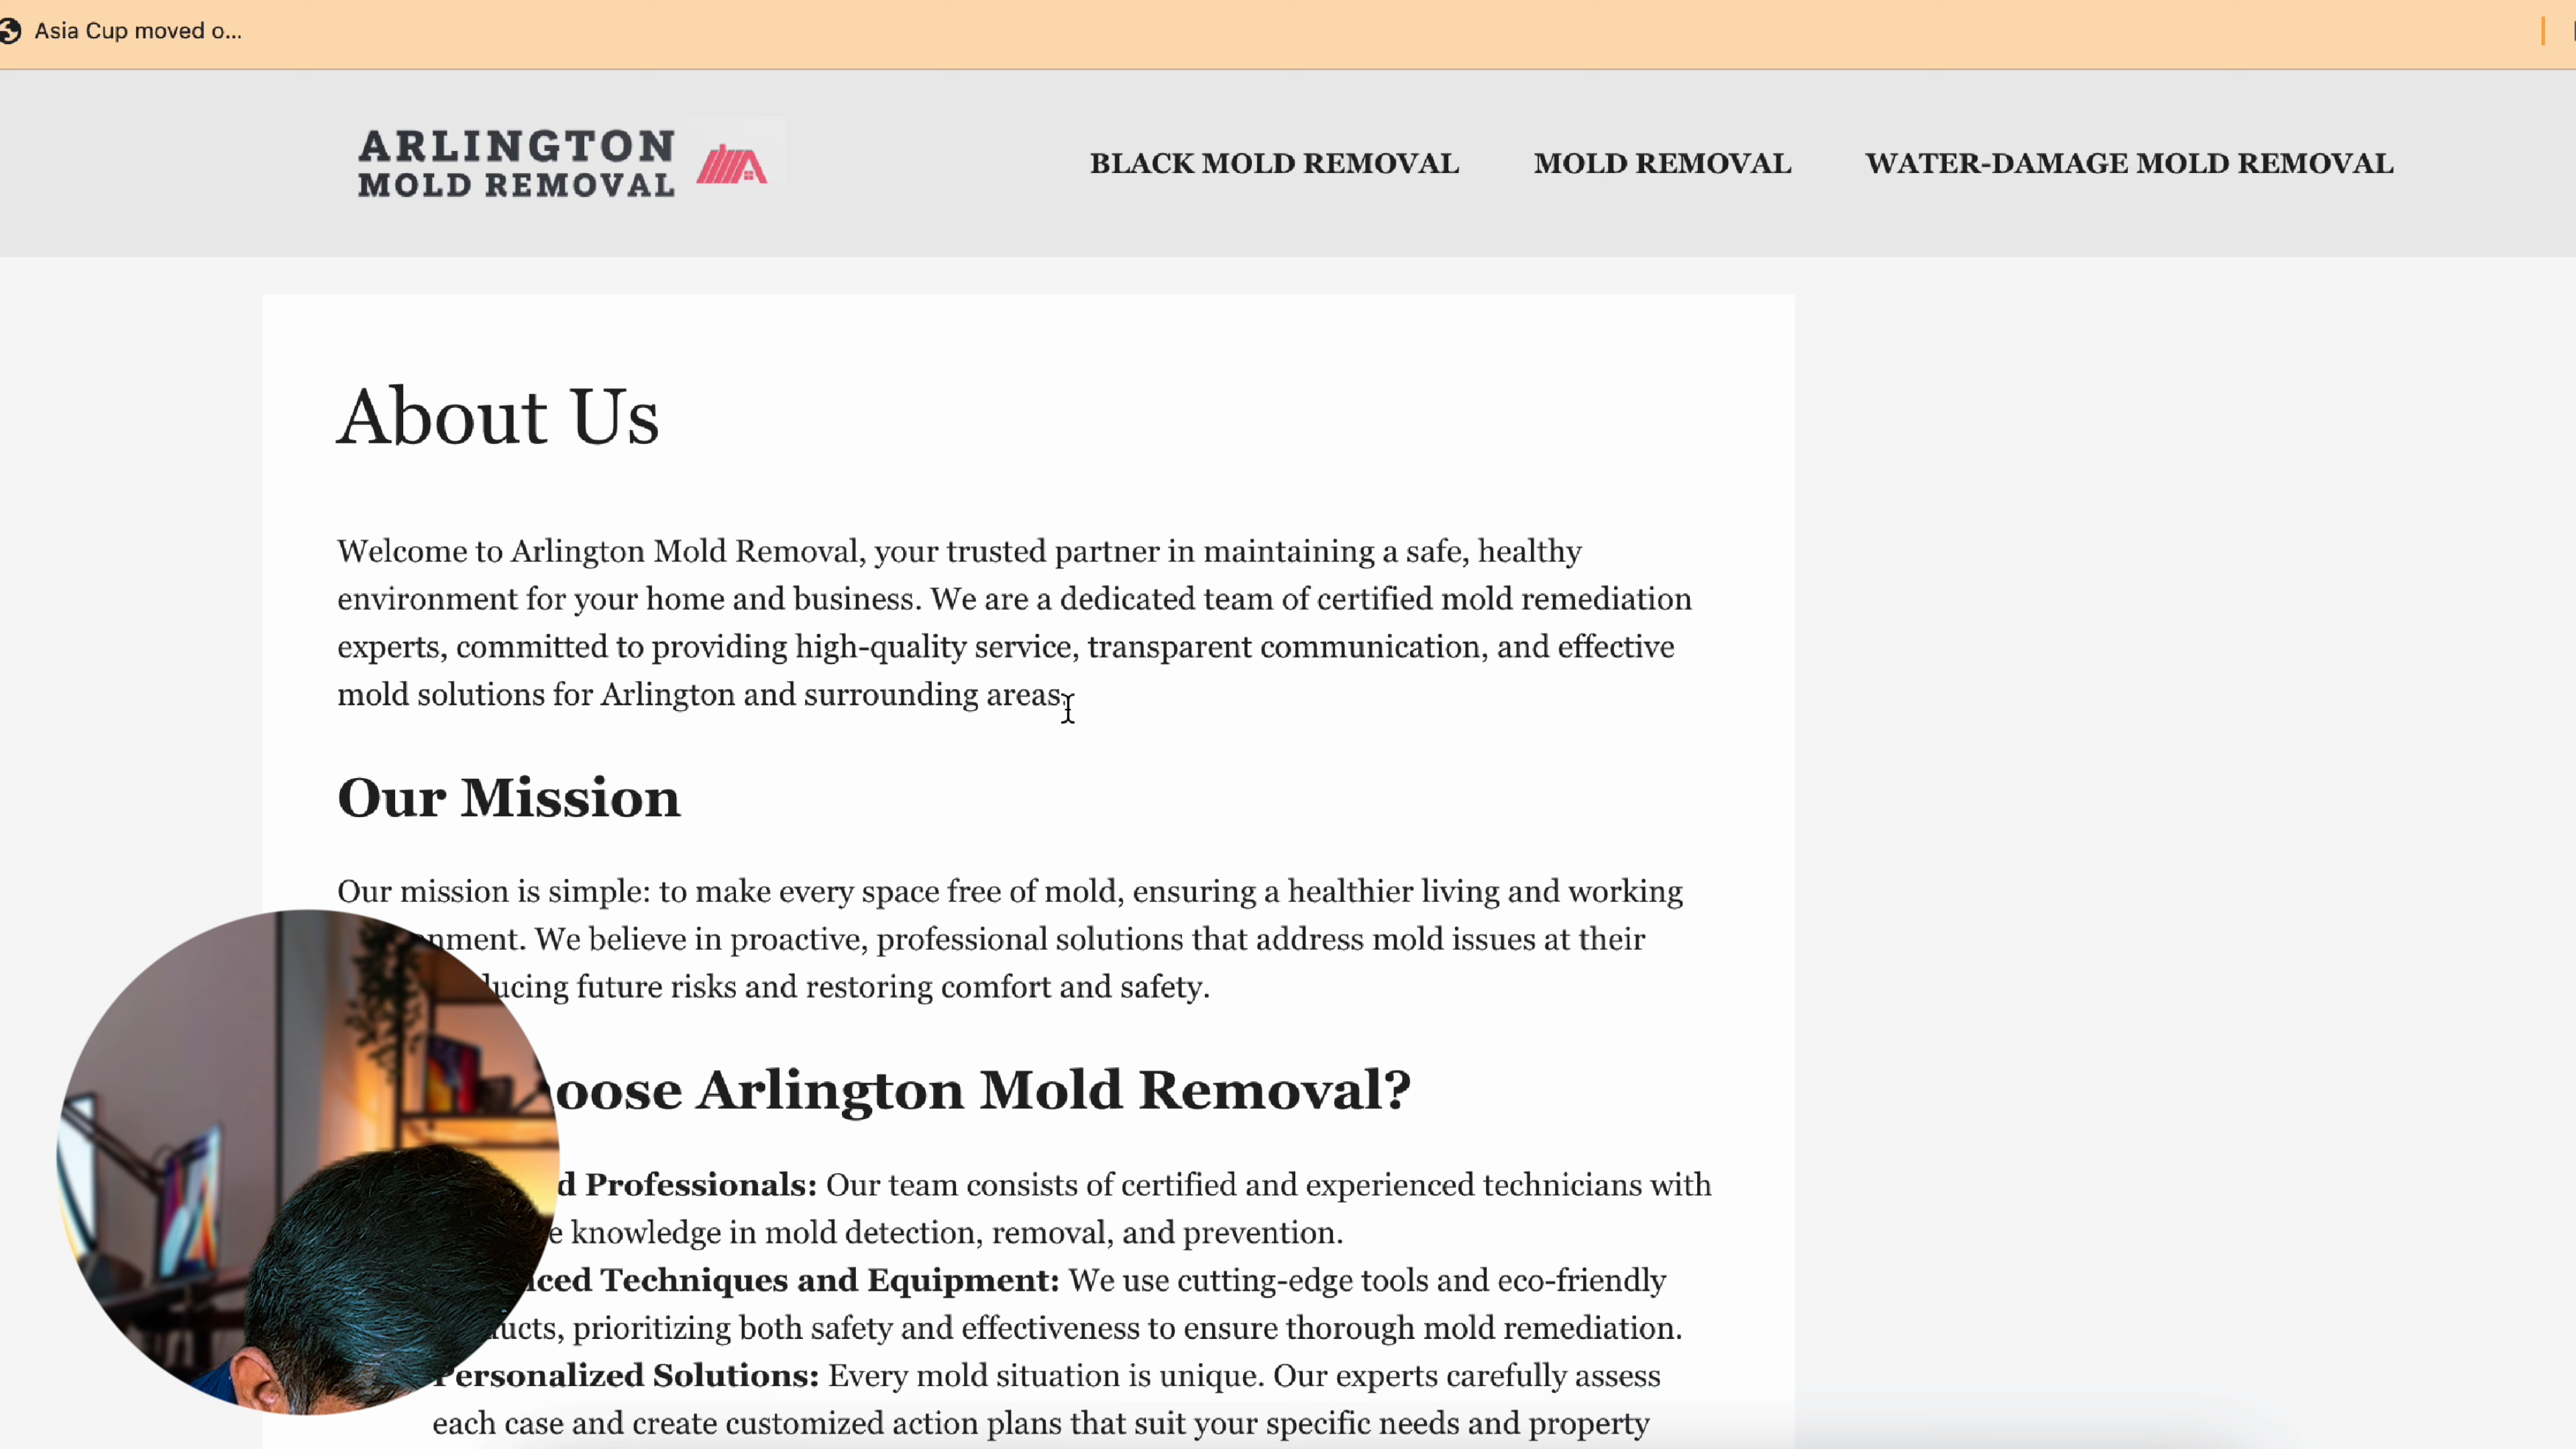 Asia Cup moved o...
ARLINGTON
MOLD REMOVAL
BLACK MOLD REMOVAL
MOLD REMOVAL
WATER-DAMAGE MOLD REMOVAL
About Us
Welcome to Arlington Mold Removal, your trusted partner in maintaining a safe, healthy
environment for your home and business. We are a dedicated team of certified mold remediation
experts, committed to providing high-quality service, transparent communication, and effective
mold solutions for Arlington and surrounding areas.
Our Mission
Our mission is simple: to make every space free of mold, ensuring a healthier living and working
We believe in proactive, professional solutions that address mold issues at their
future risks and restoring comfort and safety.
Arlington Mold Removal?
Professionals: Our team consists of certified and experienced technicians with
knowledge in mold detection, removal, and prevention.
Techniques and Equipment: We use cutting-edge tools and eco-friendly
prioritizing both safety and effectiveness to ensure thorough mold remediation.
Personalized Solutions: Every mold situation is unique. Our experts carefully assess
each case and create customized action plans that suit your specific needs and property